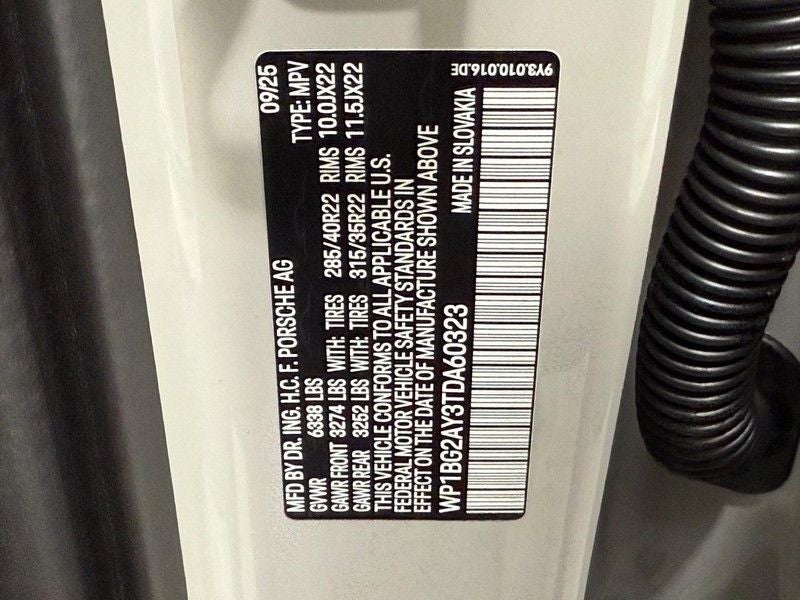 MFD BY DR. ING. H.C. F. PORSCHE AG 09/25
GVWR 6338 LBS TYPE: MPV
GAWR FRONT 3274 LBS WITH: TIRES 285/40R22 RIMS 10.0JX22
GAWR REAR 3252 LBS WITH: TIRES 315/35R22 RIMS 11.5JX22
THIS VEHICLE CONFORMS TO ALL APPLICABLE U.S.
FEDERAL MOTOR VEHICLE SAFETY STANDARDS IN
EFFECT ON THE DATE OF MANUFACTURE SHOWN ABOVE
WP1BG2AY3TDA60323 MADE IN SLOVAKIA
9Y3.010.016.DE